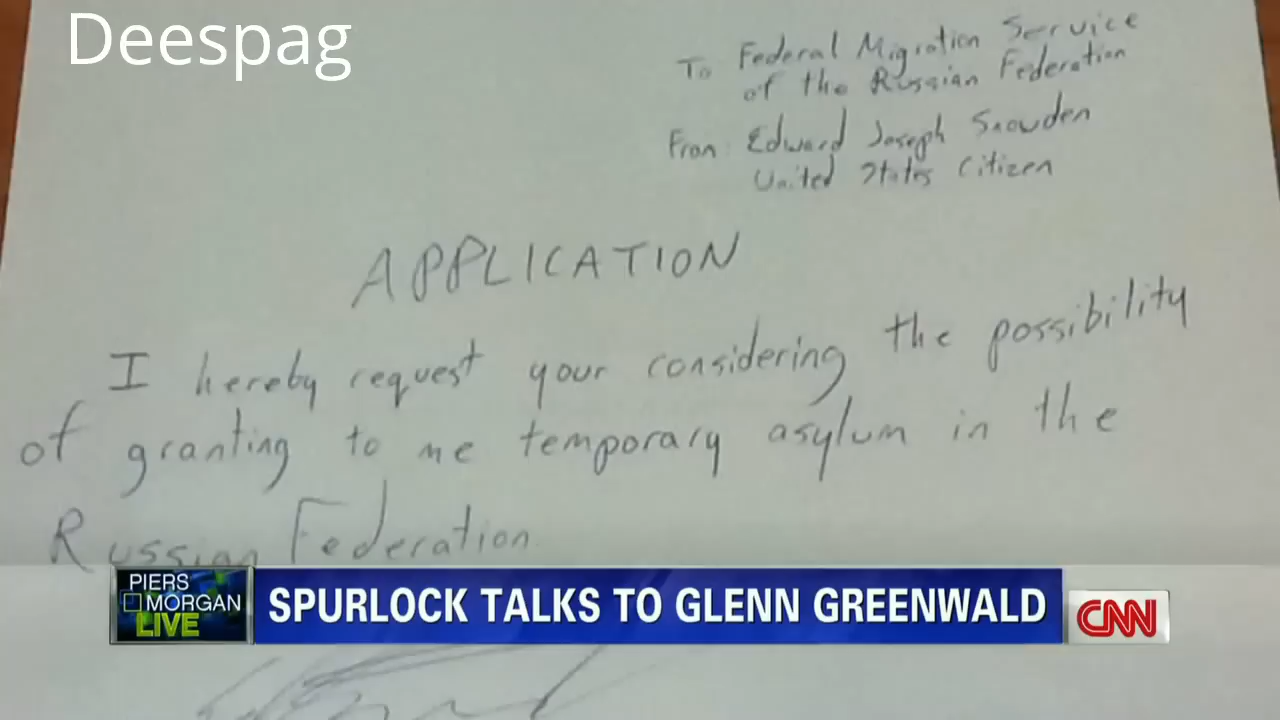 Deespag
To Federal Migration Service
of the Russian Federation
From: Edward Joseph Snowden
United States Citizen
APPLICATION
I hereby request your considering the possibility
of granting to me temporary asylum in the
Russian Federation.
PIERS
MORGAN
LIVE
SPURLOCK TALKS TO GLENN GREENWALD
CNN